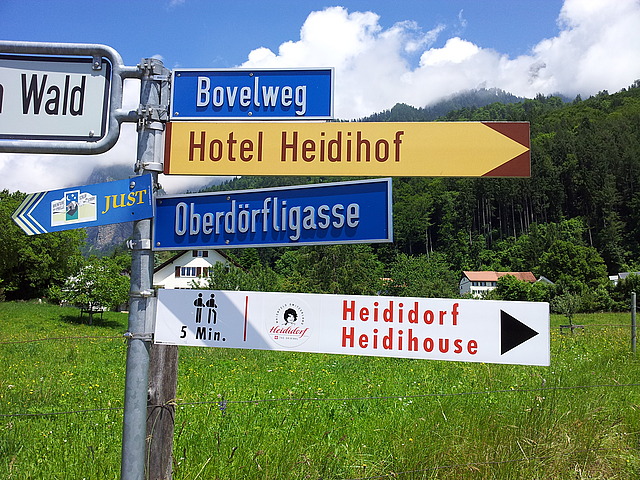 Wald
Bovelweg
Hotel Heidihof
JUST
Oberdörfligasse
5 Min.
Heididorf
Heididorf
Heidihouse